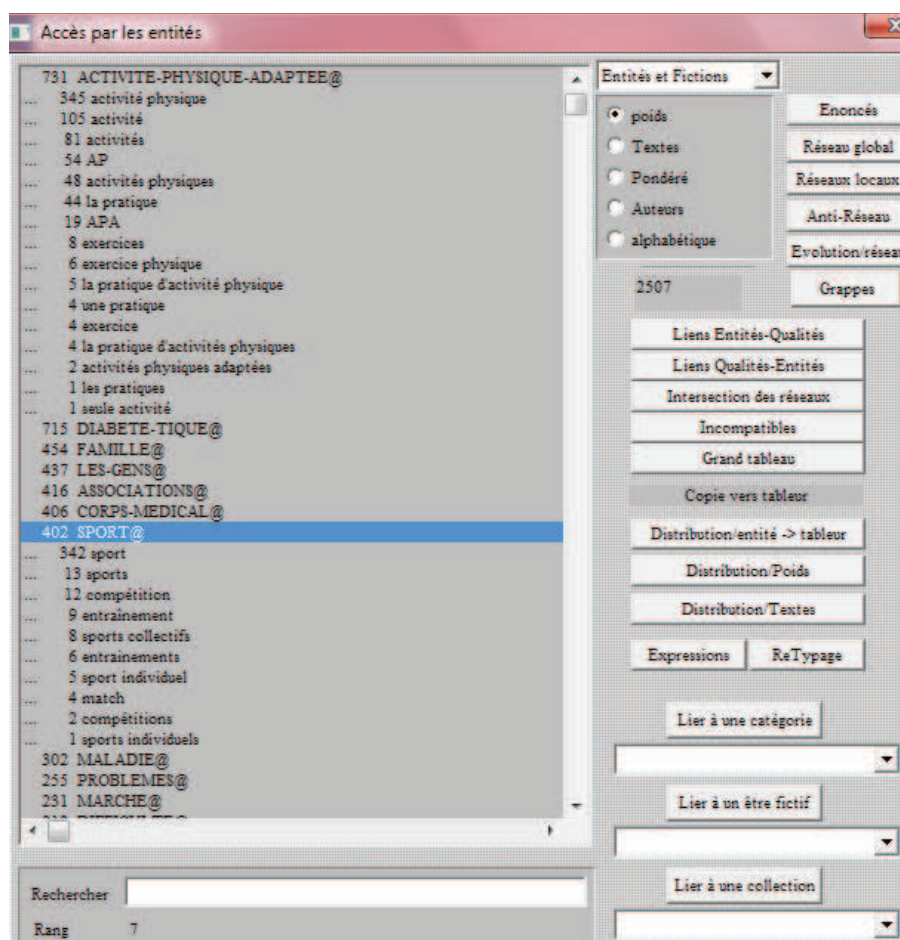 Accès par les entités
731 ACTIVITE-PHYSIQUE-ADAPTEE@
... 345 activité physique
... 105 activité
... 81 activités
... 54 AP
... 48 activités physiques
... 44 la pratique
... 19 APA
... 8 exercices
... 6 exercice physique
... 5 la pratique d'activité physique
... 4 une pratique
... 4 exercice
... 4 la pratique d'activités physiques
... 2 activités physiques adaptées
... 1 les pratiques
... 1 seule activité
715 DIABETE-TIQUE@
454 FAMILLE@
437 LES-GENS@
416 ASSOCIATIONS@
406 CORPS-MEDICAL@
402 SPORT@
... 342 sport
... 13 sports
... 12 compétition
... 9 entraînement
... 8 sports collectifs
... 6 entrainements
... 5 sport individuel
... 4 match
... 2 compétitions
... 1 sports individuels
302 MALADIE@
255 PROBLEMES@
231 MARCHE@
Rechercher
Rang 7
Entités et Fictions
poids
Textes
Pondéré
Auteurs
alphabétique
Enoncés
Réseau global
Réseaux locaux
Anti-Réseau
Evolution/réseau
2507
Grappes
Liens Entités-Qualités
Liens Qualités-Entités
Intersection des réseaux
Incompatibles
Grand tableau
Copie vers tableur
Distribution/entité -> tableur
Distribution/Poids
Distribution/Textes
Expressions ReTypage
Lier à une catégorie
Lier à un être fictif
Lier à une collection